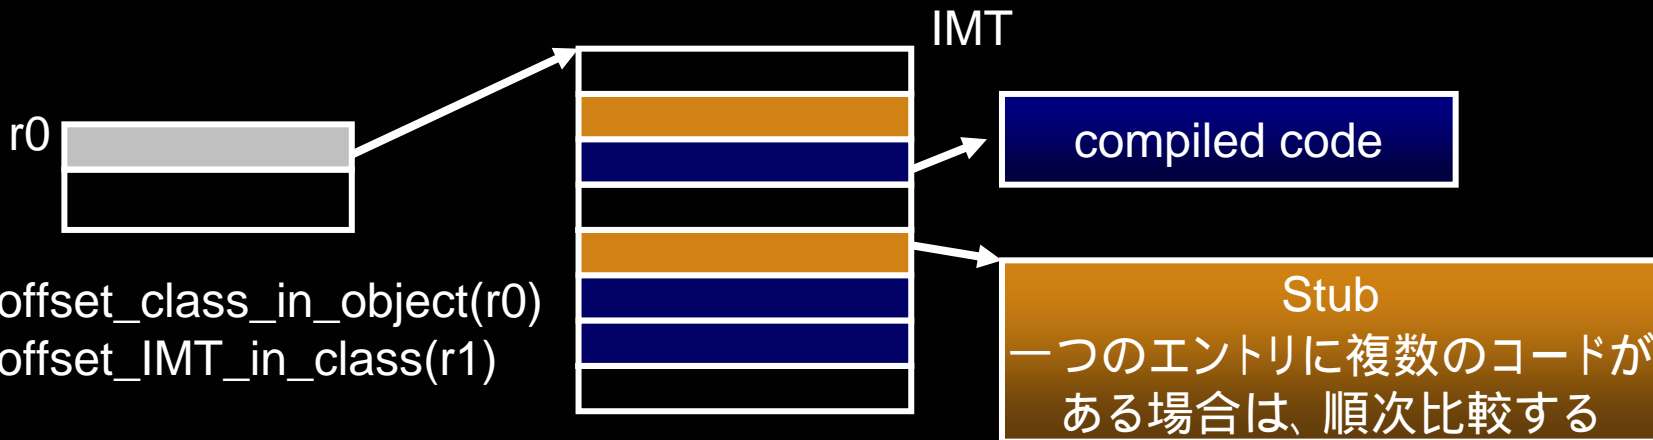 IMT
r0
compiled code
offset_class_in_object(r0)
offset_IMT_in_class(r1)
Stub
一つのエントリに複数のコードが
ある場合は、順次比較する